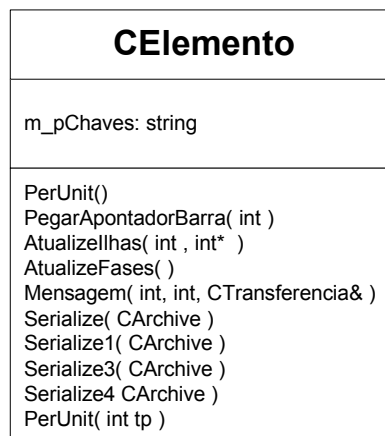 CElemento
m_pChaves: string
PerUnit()
PegarApontadorBarra( int )
AtualizeIlhas( int , int* )
AtualizeFases( )
Mensagem( int, int, CTransferencia& )
Serialize( CArchive )
Serialize1( CArchive )
Serialize3( CArchive )
Serialize4 CArchive )
PerUnit( int tp )